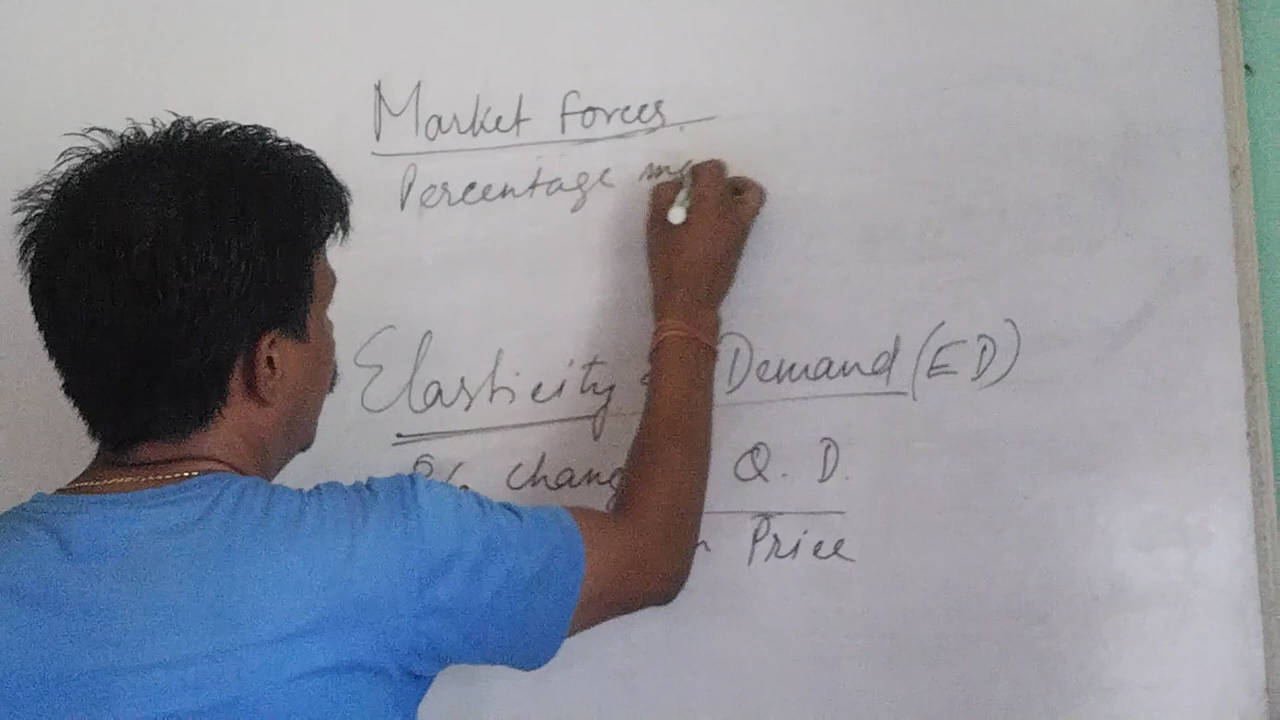 Market forces
Percentage
Elasticity Demand (ED)
% chang Q. D.
Price